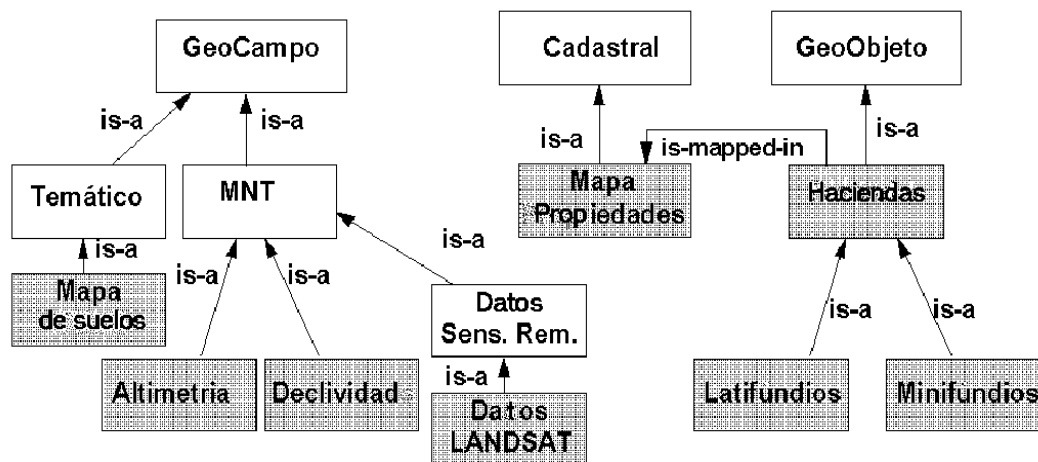 GeoCampo
Cadastral
GeoObjeto
is-a
is-a
is-a
is-mapped-in
is-a
Temático
MNT
Mapa
Propiedades
Haciendas
is-a
is-a
is-a
is-a
Mapa
de suelos
Datos
Sens. Rem.
is-a
is-a
Altimetria
Declividad
is-a
Latifundios
Minifundios
Datos
LANDSAT